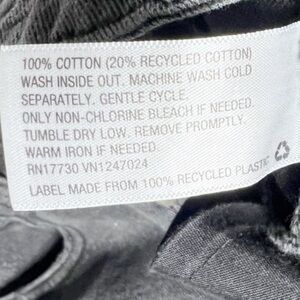 100% COTTON (20% RECYCLED COTTON)
WASH INSIDE OUT. MACHINE WASH COLD
SEPARATELY. GENTLE CYCLE.
ONLY NON-CHLORINE BLEACH IF NEEDED.
TUMBLE DRY LOW. REMOVE PROMPTLY.
WARM IRON IF NEEDED.
RN17730 VN1247024
LABEL MADE FROM 100% RECYCLED PLASTIC